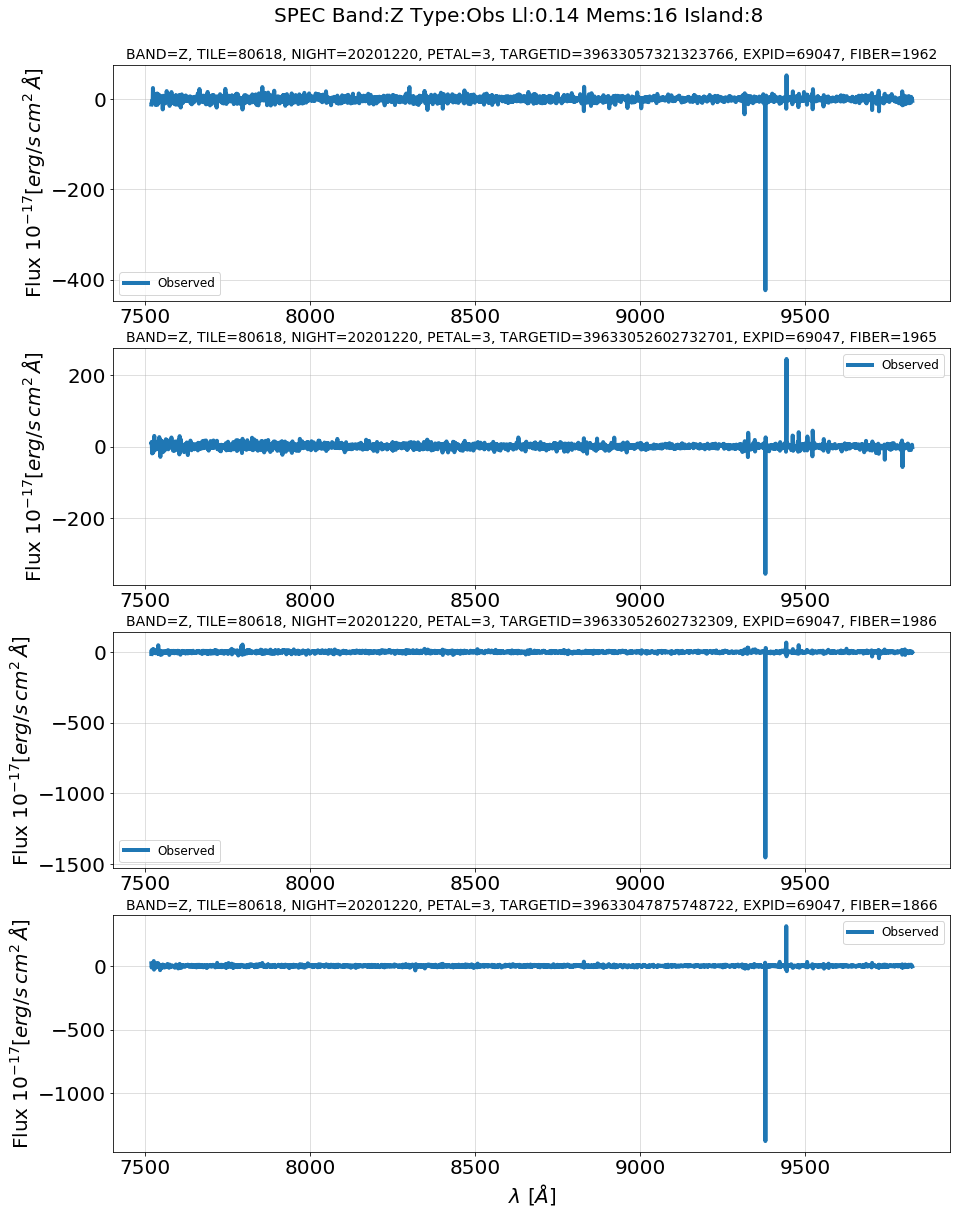 SPEC Band:Z Type:Obs Ll:0.14 Mems:16 Island:8
BAND=Z, TILE=80618, NIGHT=20201220, PETAL=3, TARGETID=39633057321323766, EXPID=69047, FIBER=1962
Flux 10^{-17}[erg/s cm^2 Å]
0
−200
−400
Observed
7500 8000 8500 9000 9500
BAND=Z, TILE=80618, NIGHT=20201220, PETAL=3, TARGETID=39633052602732701, EXPID=69047, FIBER=1965
Flux 10^{-17}[erg/s cm^2 Å]
200
0
−200
Observed
7500 8000 8500 9000 9500
BAND=Z, TILE=80618, NIGHT=20201220, PETAL=3, TARGETID=39633052602732309, EXPID=69047, FIBER=1986
Flux 10^{-17}[erg/s cm^2 Å]
0
−500
−1000
−1500
Observed
7500 8000 8500 9000 9500
BAND=Z, TILE=80618, NIGHT=20201220, PETAL=3, TARGETID=39633047875748722, EXPID=69047, FIBER=1866
Flux 10^{-17}[erg/s cm^2 Å]
0
−500
−1000
Observed
7500 8000 8500 9000 9500
λ [Å]